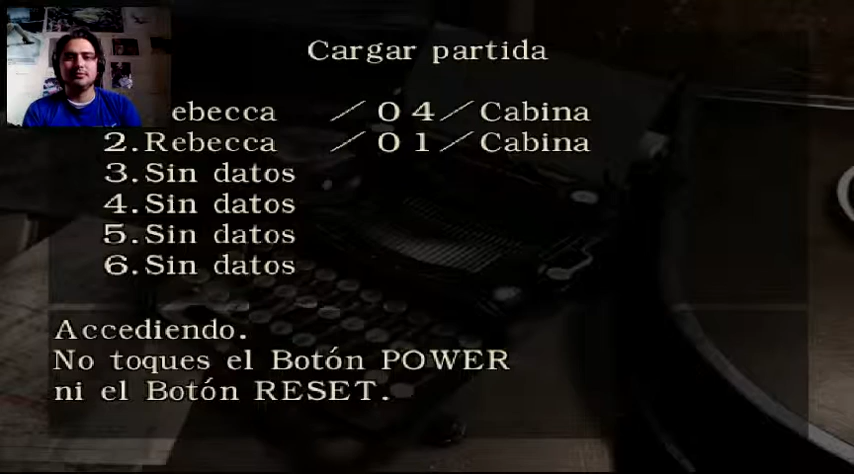 Cargar partida
ebecca / 04 / Cabina
2.Rebecca / 01 / Cabina
3.Sin datos
4.Sin datos
5.Sin datos
6.Sin datos
Accediendo.
No toques el Botón POWER
ni el Botón RESET.